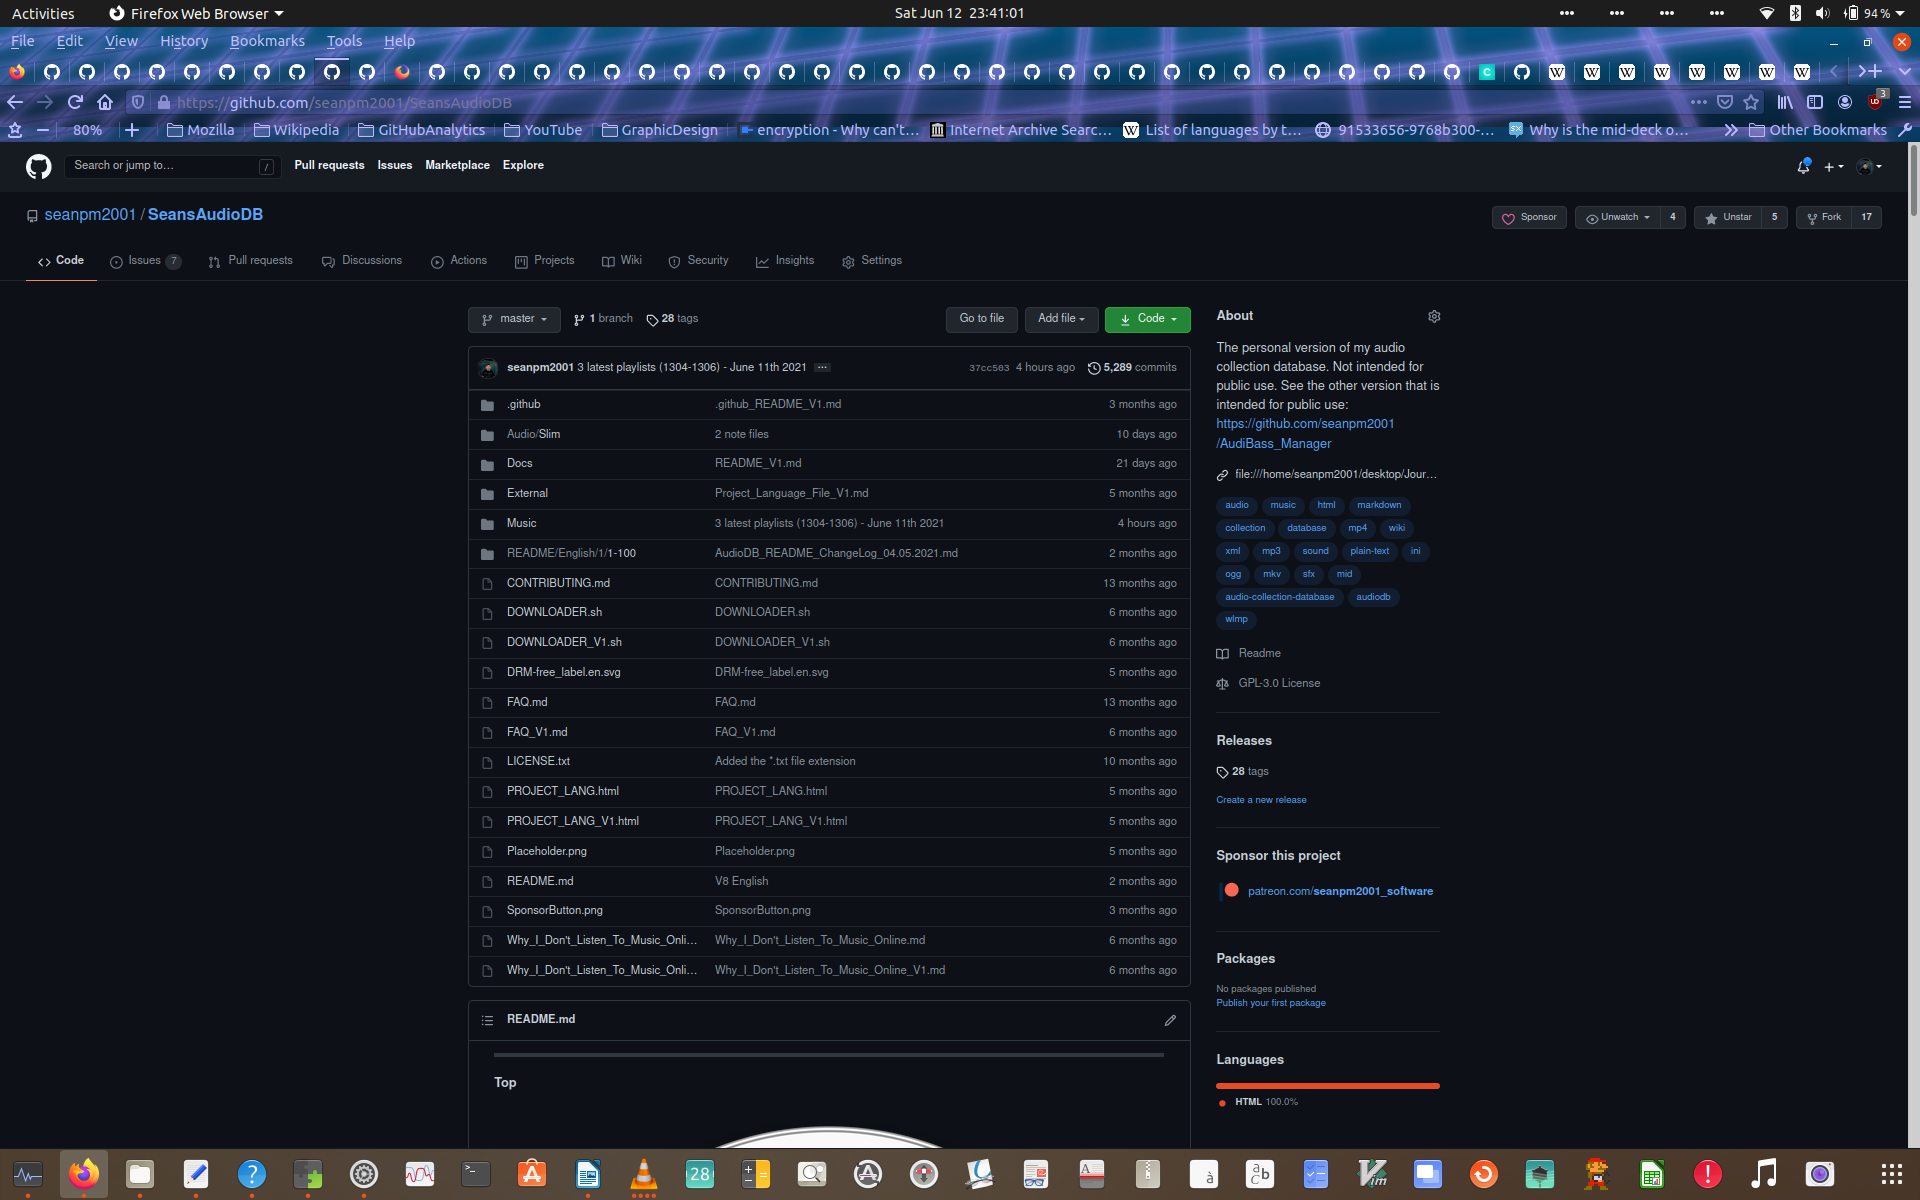 Activities Firefox Web Browser Sat Jun 12 23:41:01 94 %
File Edit View History Bookmarks Tools Help
https://github.com/seanpm2001/SeansAudioDB 3
80% Mozilla Wikipedia GitHubAnalytics YouTube GraphicDesign encryption - Why can't… Internet Archive Searc… List of languages by t… 91533656-9768b300-… Why is the mid-deck o… Other Bookmarks
Search or jump to… / Pull requests Issues Marketplace Explore
seanpm2001 / SeansAudioDB Sponsor Unwatch 4 Unstar 5 Fork 17
Code Issues 7 Pull requests Discussions Actions Projects Wiki Security Insights Settings
master 1 branch 28 tags Go to file Add file Code
seanpm2001 3 latest playlists (1304-1306) - June 11th 2021 … 37cc503 4 hours ago 5,289 commits
.github .github_README_V1.md 3 months ago
Audio/Slim 2 note files 10 days ago
Docs README_V1.md 21 days ago
External Project_Language_File_V1.md 5 months ago
Music 3 latest playlists (1304-1306) - June 11th 2021 4 hours ago
README/English/1/1-100 AudioDB_README_ChangeLog_04.05.2021.md 2 months ago
CONTRIBUTING.md CONTRIBUTING.md 13 months ago
DOWNLOADER.sh DOWNLOADER.sh 6 months ago
DOWNLOADER_V1.sh DOWNLOADER_V1.sh 6 months ago
DRM-free_label.en.svg DRM-free_label.en.svg 5 months ago
FAQ.md FAQ.md 13 months ago
FAQ_V1.md FAQ_V1.md 6 months ago
LICENSE.txt Added the *.txt file extension 10 months ago
PROJECT_LANG.html PROJECT_LANG.html 5 months ago
PROJECT_LANG_V1.html PROJECT_LANG_V1.html 5 months ago
Placeholder.png Placeholder.png 5 months ago
README.md V8 English 2 months ago
SponsorButton.png SponsorButton.png 3 months ago
Why_I_Don't_Listen_To_Music_Onli… Why_I_Don't_Listen_To_Music_Online.md 6 months ago
Why_I_Don't_Listen_To_Music_Onli… Why_I_Don't_Listen_To_Music_Online_V1.md 6 months ago
README.md
Top
About
The personal version of my audio
collection database. Not intended for
public use. See the other version that is
intended for public use:
https://github.com/seanpm2001
/AudiBass_Manager
file:///home/seanpm2001/desktop/Jour…
audio music html markdown
collection database mp4 wiki
xml mp3 sound plain-text ini
ogg mkv sfx mid
audio-collection-database audiodb
wlmp
Readme
GPL-3.0 License
Releases
28 tags
Create a new release
Sponsor this project
patreon.com/seanpm2001_software
Packages
No packages published
Publish your first package
Languages
HTML 100.0%
28